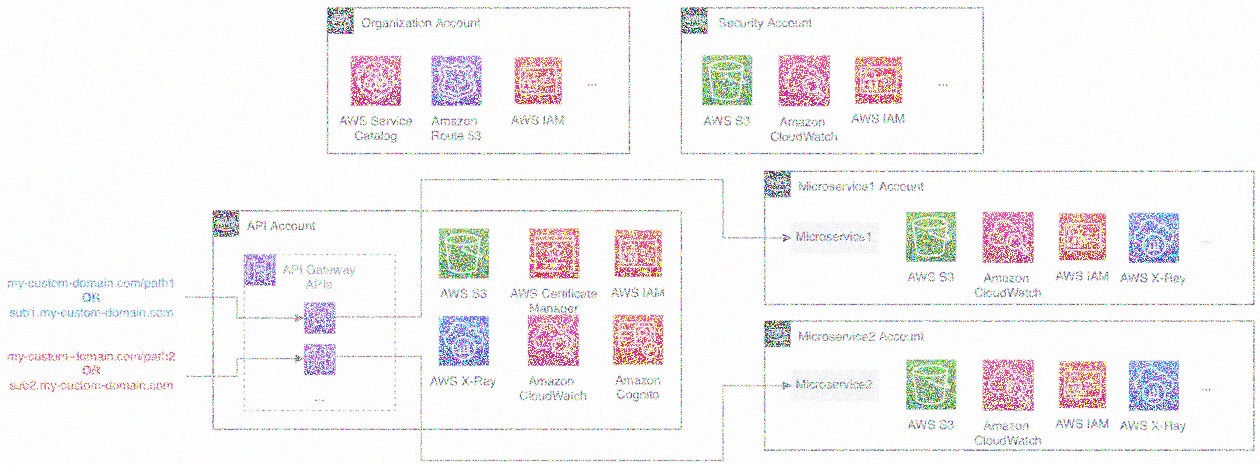 Organization Account
AWS Service
Catalog
Amazon
Route 53
AWS IAM
...
Security Account
AWS S3
Amazon
CloudWatch
AWS IAM
...
my-custom-domain.com/path1
OR
sub1.my-custom-domain.com
my-custom-domain.com/path2
OR
sub2.my-custom-domain.com
API Account
API Gateway
APIs
...
AWS S3
AWS Certificate
Manager
AWS IAM
AWS X-Ray
Amazon
CloudWatch
Amazon
Cognito
Microservice1 Account
Microservice1
AWS S3
Amazon
CloudWatch
AWS IAM
AWS X-Ray
...
Microservice2 Account
Microservice2
AWS S3
Amazon
CloudWatch
AWS IAM
AWS X-Ray
...